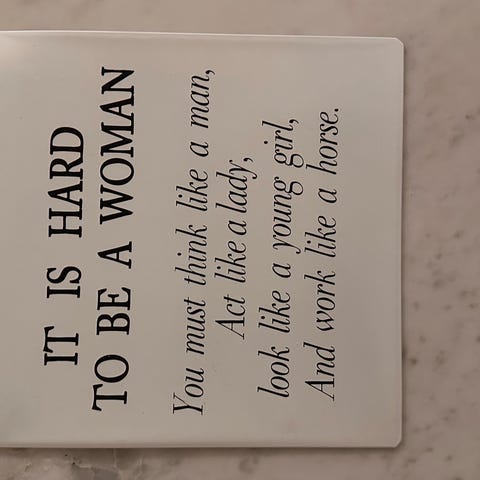 IT IS HARD
TO BE A WOMAN
You must think like a man,
Act like a lady,
look like a young girl,
And work like a horse.